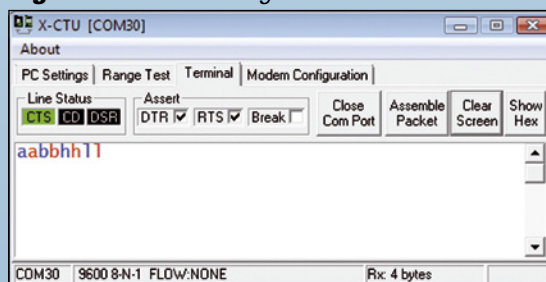 X-CTU [COM30]
About
PC Settings Range Test Terminal Modem Configuration
Line Status Assert
CTS CD DSR DTR RTS Break Close Com Port Assemble Packet Clear Screen Show Hex
aabbhhll
COM30 9600 8-N-1 FLOW:NONE Rx: 4 bytes